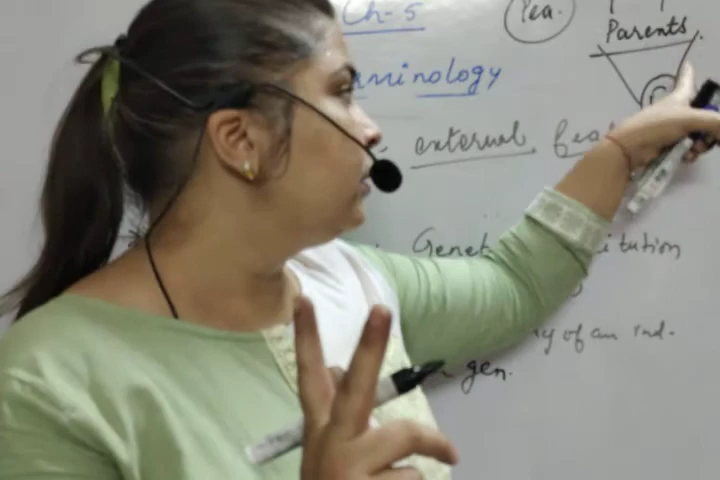 Ch-5
Pea.
Parents
minology
external fea
Genet itution
y of an ind-
gen.